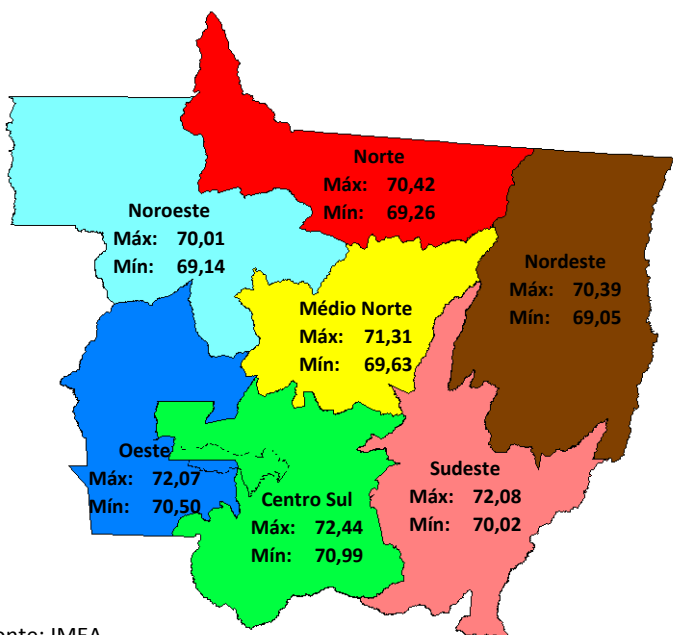 Norte
Máx: 70,42
Mín: 69,26
Noroeste
Máx: 70,01
Mín: 69,14
Nordeste
Máx: 70,39
Mín: 69,05
Médio Norte
Máx: 71,31
Mín: 69,63
Oeste
Máx: 72,07
Mín: 70,50
Centro Sul
Máx: 72,44
Mín: 70,99
Sudeste
Máx: 72,08
Mín: 70,02
onte: IMEA